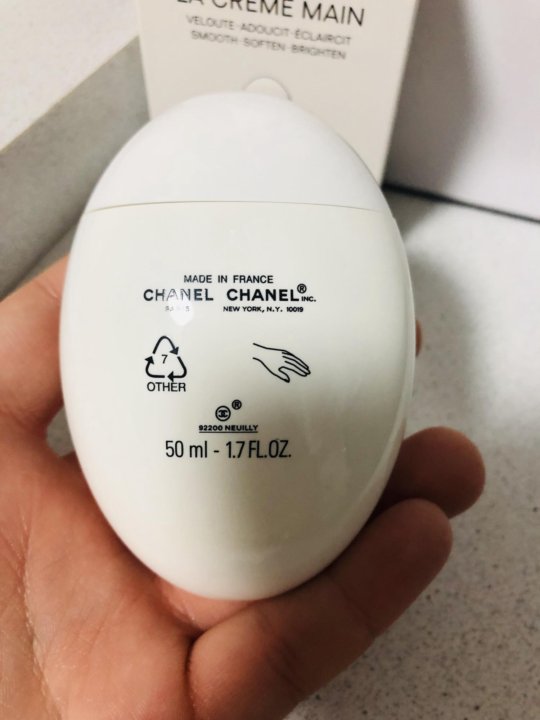 LA CRÈME MAIN
VELOUTE·ADOUCIT·ÉCLAIRCIT
SMOOTH·SOFTEN·BRIGHTEN
MADE IN FRANCE
CHANEL CHANEL® INC.
PARIS NEW YORK, N.Y. 10019
7
OTHER
®
92200 NEUILLY
50 ml - 1.7 FL.OZ.